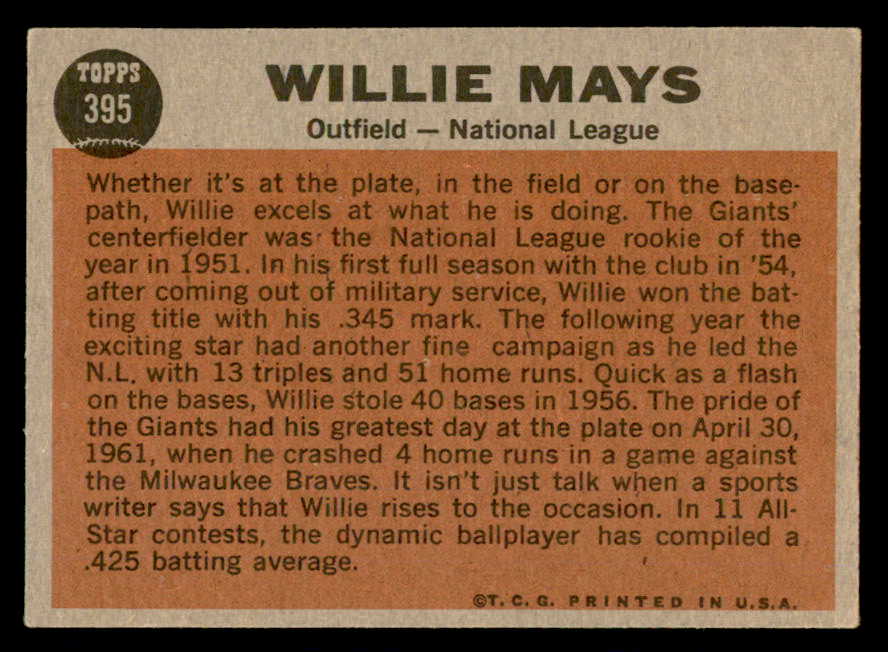 TOPPS
395
WILLIE MAYS
Outfield — National League
Whether it's at the plate, in the field or on the base-
path, Willie excels at what he is doing. The Giants'
centerfielder was the National League rookie of the
year in 1951. In his first full season with the club in '54,
after coming out of military service, Willie won the bat-
ting title with his .345 mark. The following year the
exciting star had another fine campaign as he led the
N.L. with 13 triples and 51 home runs. Quick as a flash
on the bases, Willie stole 40 bases in 1956. The pride of
the Giants had his greatest day at the plate on April 30,
1961, when he crashed 4 home runs in a game against
the Milwaukee Braves. It isn't just talk when a sports
writer says that Willie rises to the occasion. In 11 All-
Star contests, the dynamic ballplayer has compiled a
.425 batting average.
©T. C. G. PRINTED IN U.S.A.